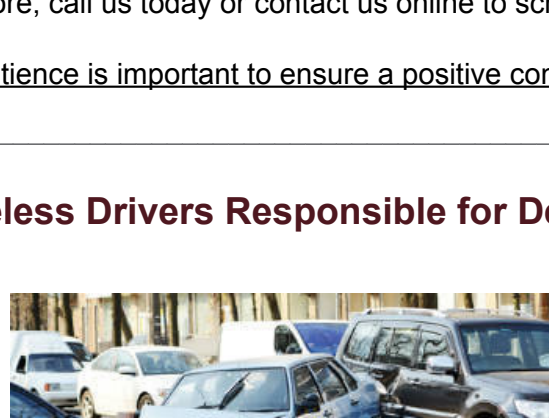 ore, call us today or contact us online to sc
tience is important to ensure a positive con
eless Drivers Responsible for D